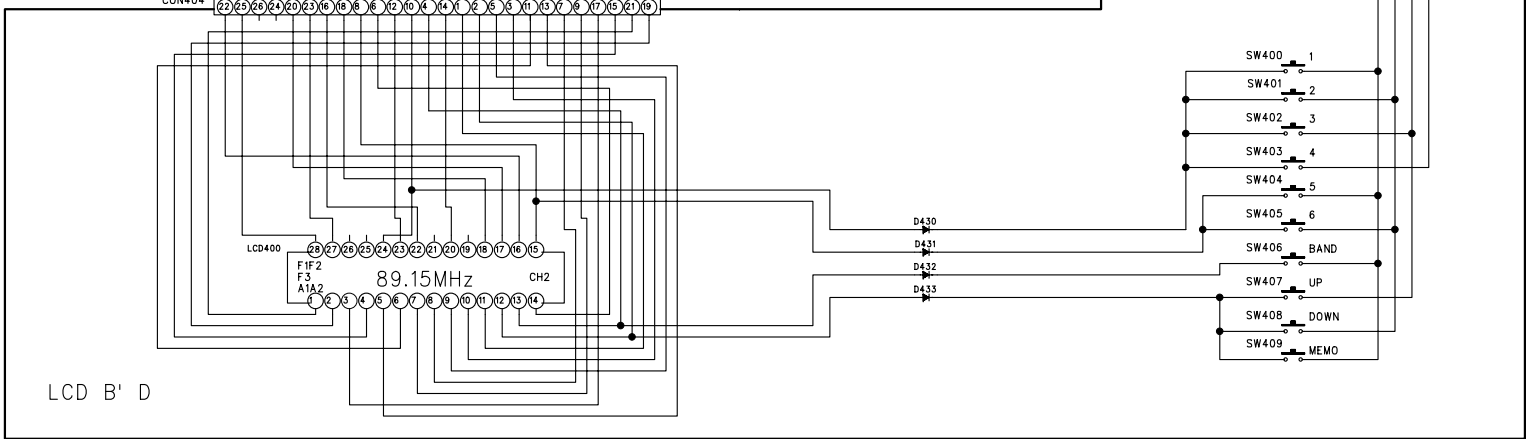 CON404 22 25 26 24 20 23 16 18 8 6 12 10 4 14 1 2 5 3 11 13 7 9 17 15 21 19
SW400 1
SW401 2
SW402 3
SW403 4
SW404 5
SW405 6
SW406 BAND
SW407 UP
SW408 DOWN
SW409 MEMO
D430
D431
D432
D433
LCD400 28 27 26 25 24 23 22 21 20 19 18 17 16 15
F1F2
F3
A1A2
89.15MHz
CH2
1 2 3 4 5 6 7 8 9 10 11 12 13 14
LCD B' D